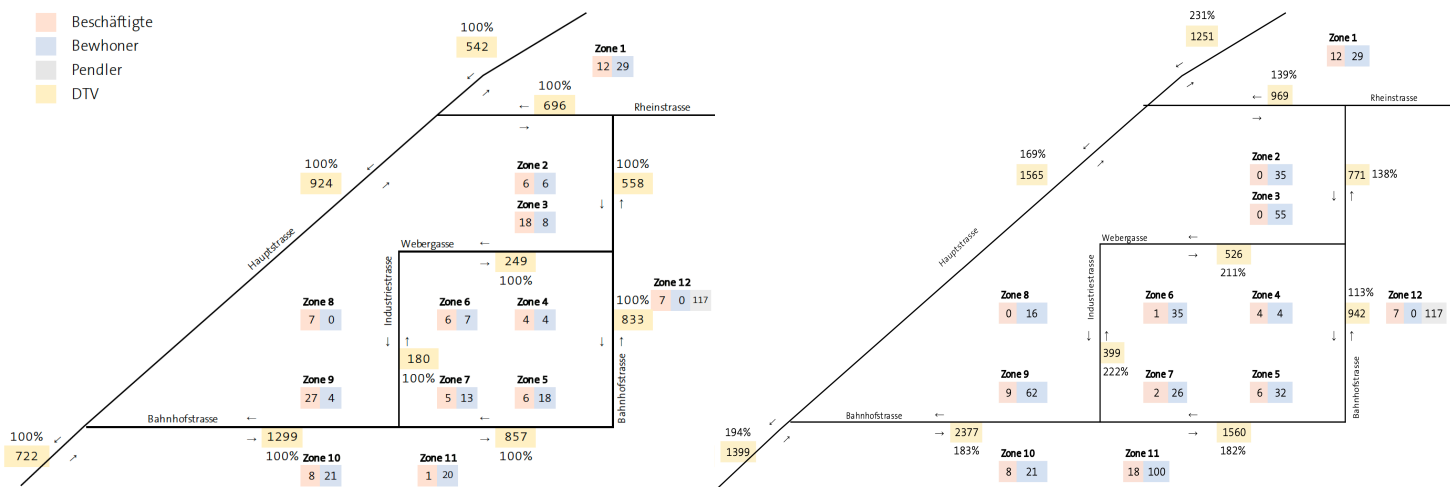 Beschäftigte
Bewhoner
Pendler
DTV
100%
542
Zone 1
12 29
100%
696
Rheinstrasse
100%
924
Zone 2
6 6
100%
558
Zone 3
18 8
Hauptstrasse
Webergasse
249
100%
Industriestrasse
Zone 12
7 0 117
100%
833
Zone 8
7 0
Zone 6
6 7
Zone 4
4 4
180
100%
Zone 9
27 4
Zone 7
5 13
Zone 5
6 18
Bahnhofstrasse
Bahnhofstrasse
100%
722
1299
100%
857
100%
Zone 10
8 21
Zone 11
1 20
231%
1251
Zone 1
12 29
139%
969
Rheinstrasse
169%
1565
Zone 2
0 35
771 138%
Zone 3
0 55
Hauptstrasse
Webergasse
526
211%
Industriestrasse
113%
942
Zone 12
7 0 117
Zone 8
0 16
Zone 6
1 35
Zone 4
4 4
399
222%
Zone 9
9 62
Zone 7
2 26
Zone 5
6 32
Bahnhofstrasse
Bahnhofstrasse
194%
1399
2377
183%
1560
182%
Zone 10
8 21
Zone 11
18 100